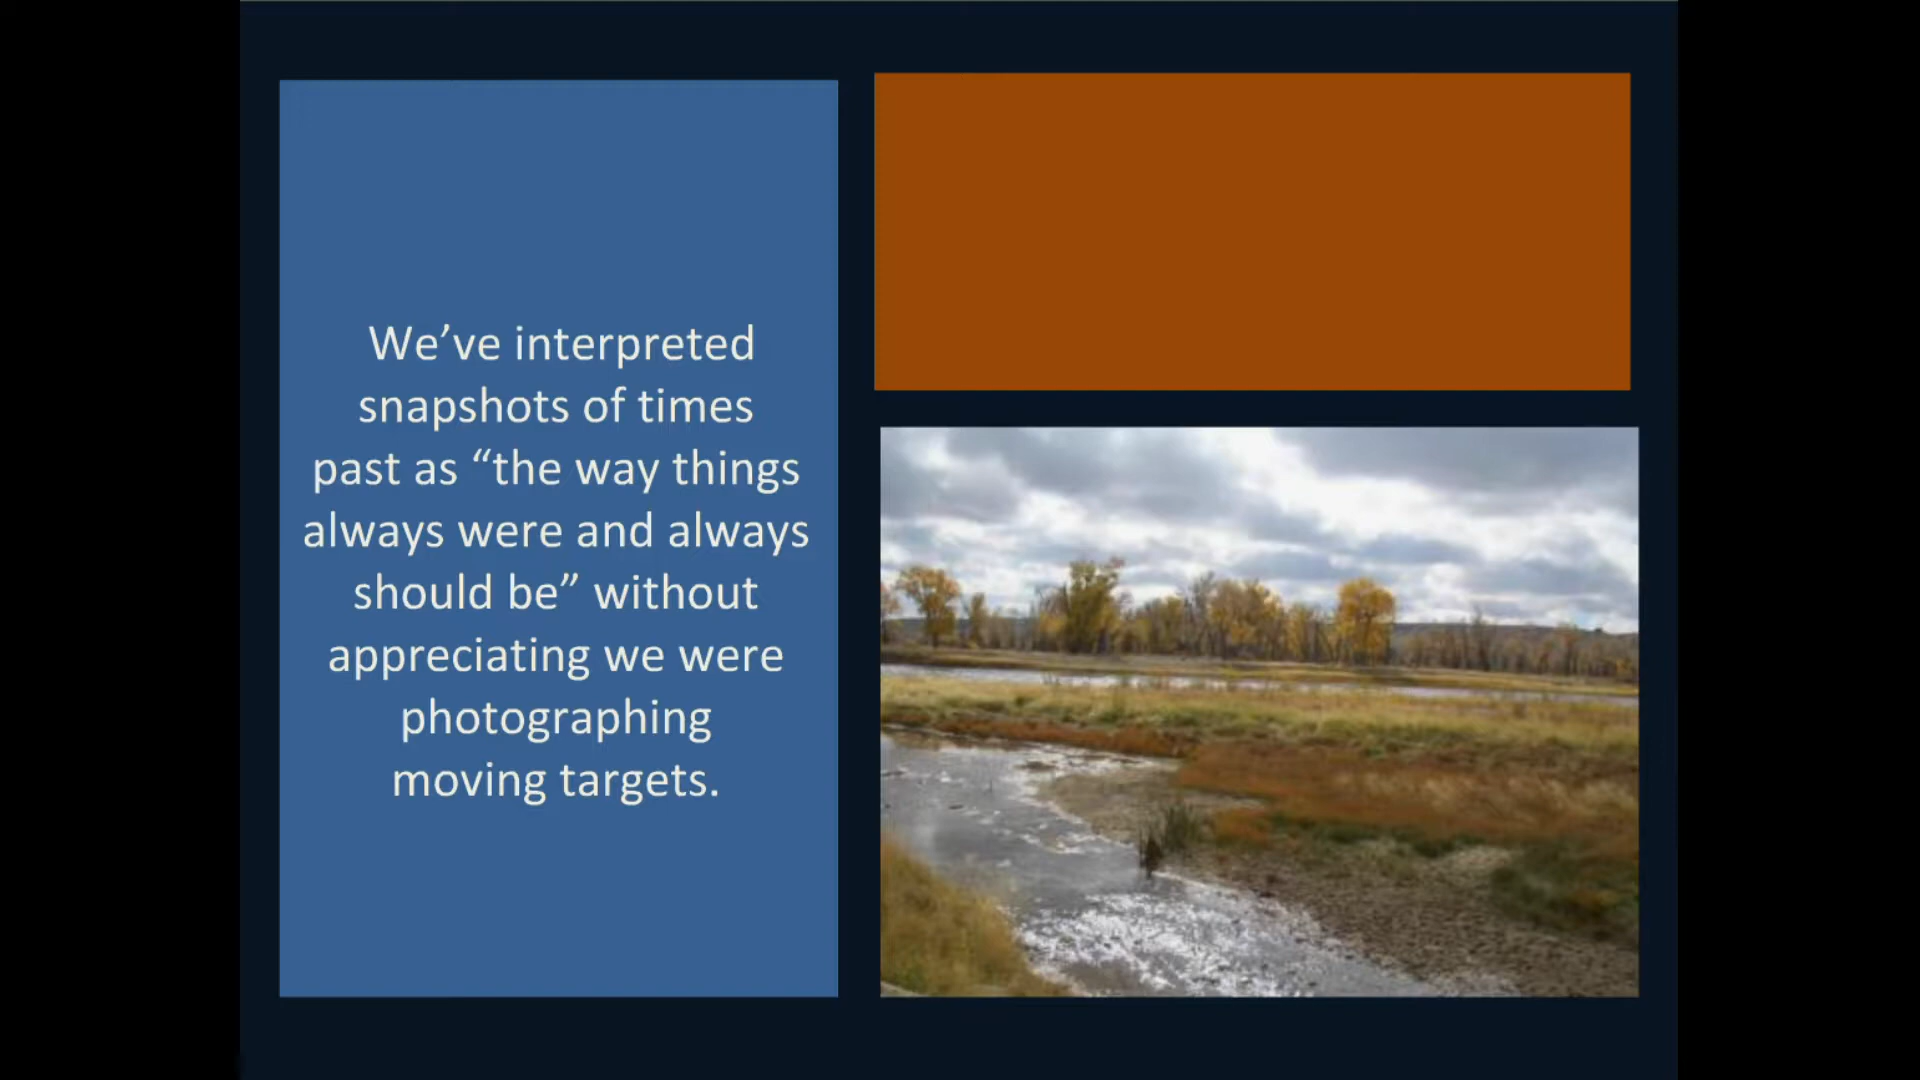 We’ve interpreted
snapshots of times
past as “the way things
always were and always
should be” without
appreciating we were
photographing
moving targets.